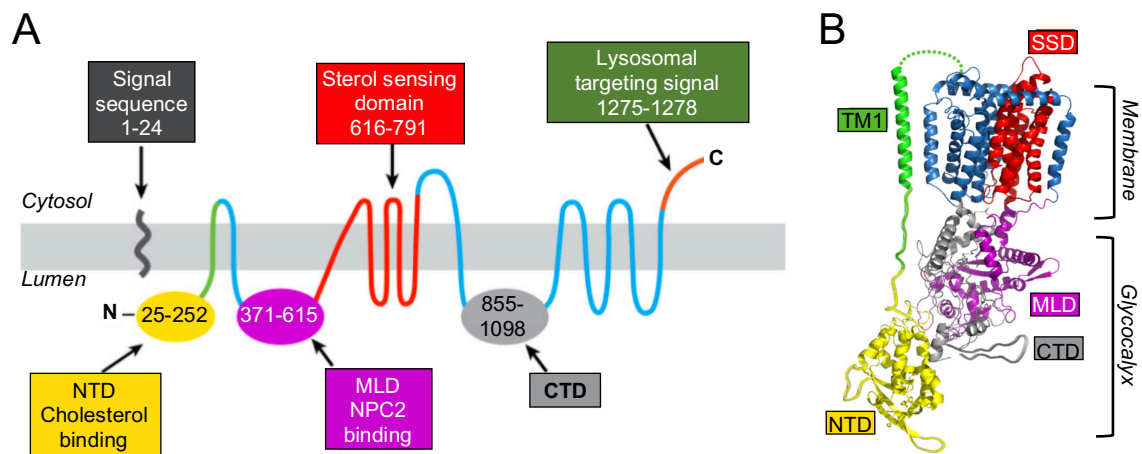 A
Signal
sequence
1-24
Sterol sensing
domain
616-791
Lysosomal
targeting signal
1275-1278
C
Cytosol
Lumen
N
25-252
371-615
855-
1098
NTD
Cholesterol
binding
MLD
NPC2
binding
CTD
B
SSD
TM1
Membrane
MLD
CTD
NTD
Glycocalyx